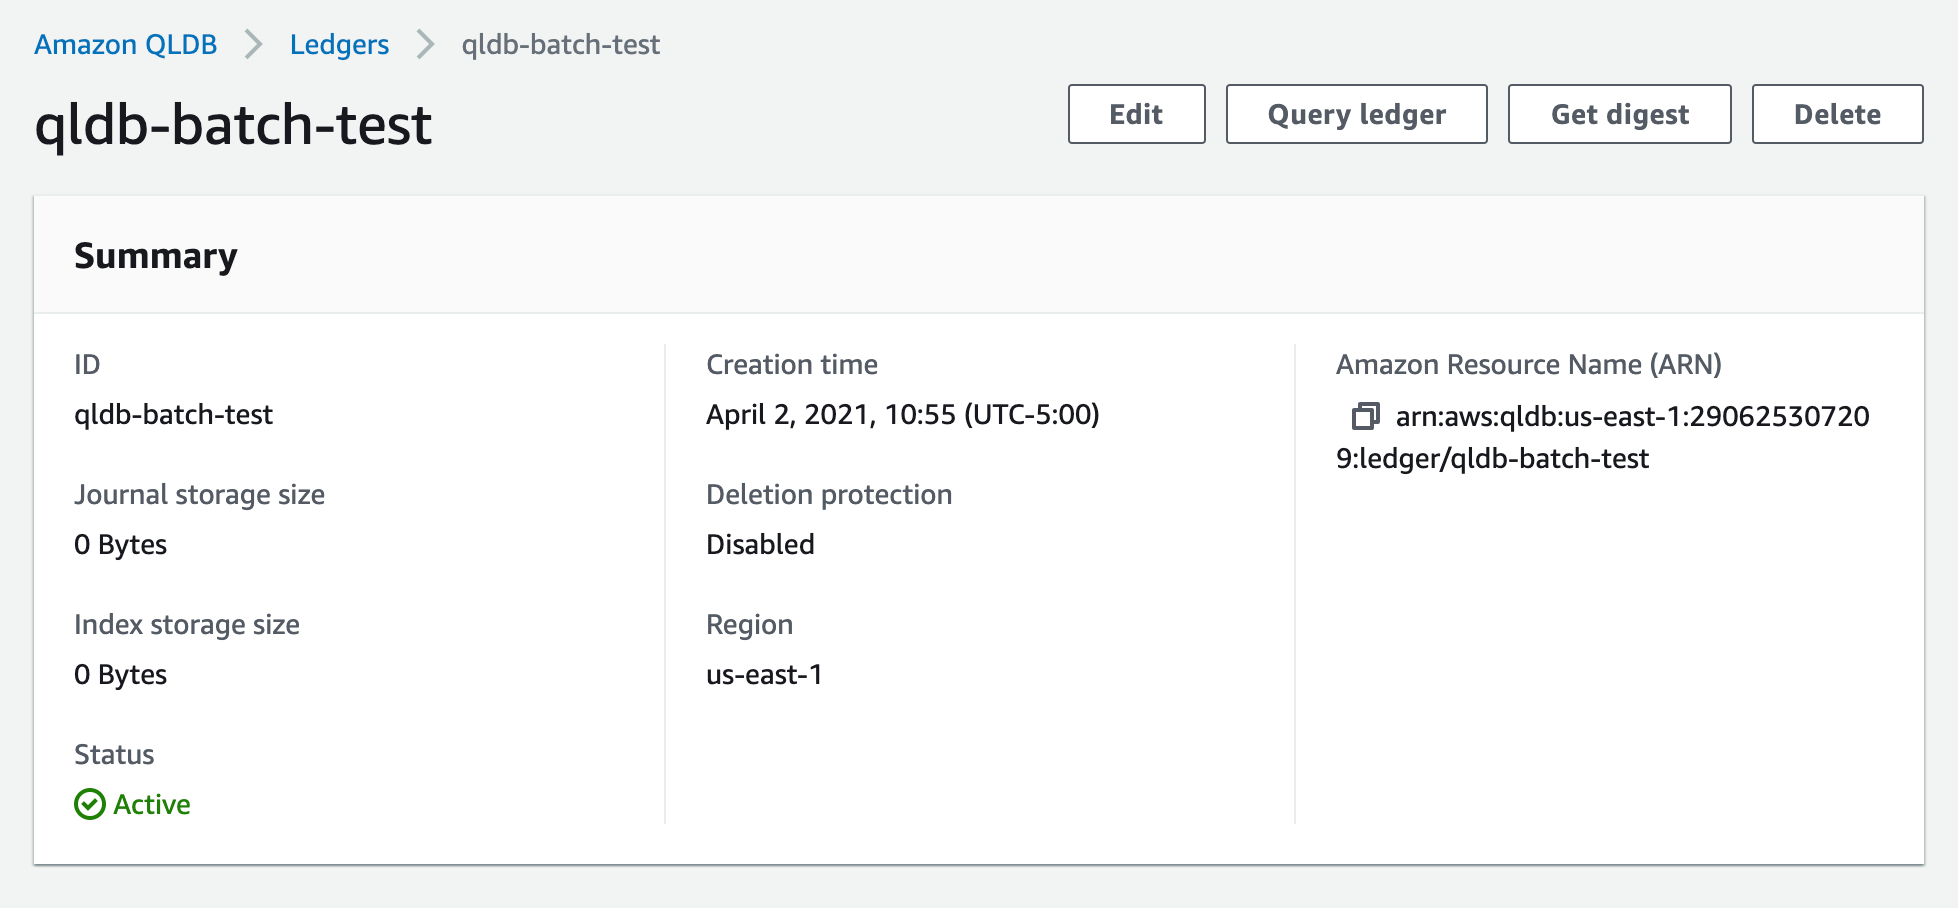 Amazon QLDB > Ledgers > qldb-batch-test
qldb-batch-test
Edit
Query ledger
Get digest
Delete
Summary
ID
qldb-batch-test
Journal storage size
0 Bytes
Index storage size
0 Bytes
Status
Active
Creation time
April 2, 2021, 10:55 (UTC-5:00)
Deletion protection
Disabled
Region
us-east-1
Amazon Resource Name (ARN)
arn:aws:qldb:us-east-1:29062530720
9:ledger/qldb-batch-test